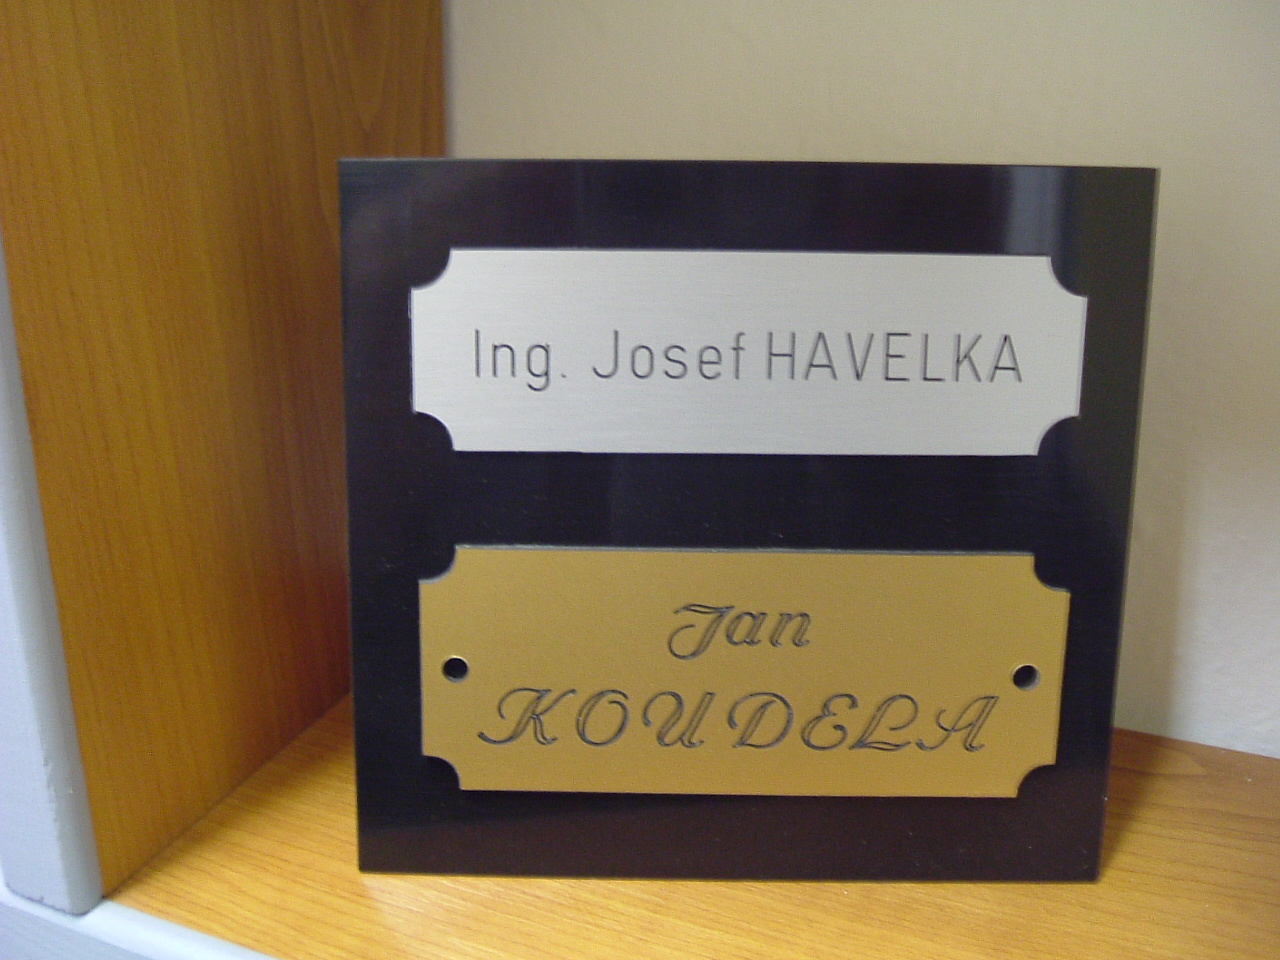 Ing. Josef HAVELKA
Jan
KOUDELA